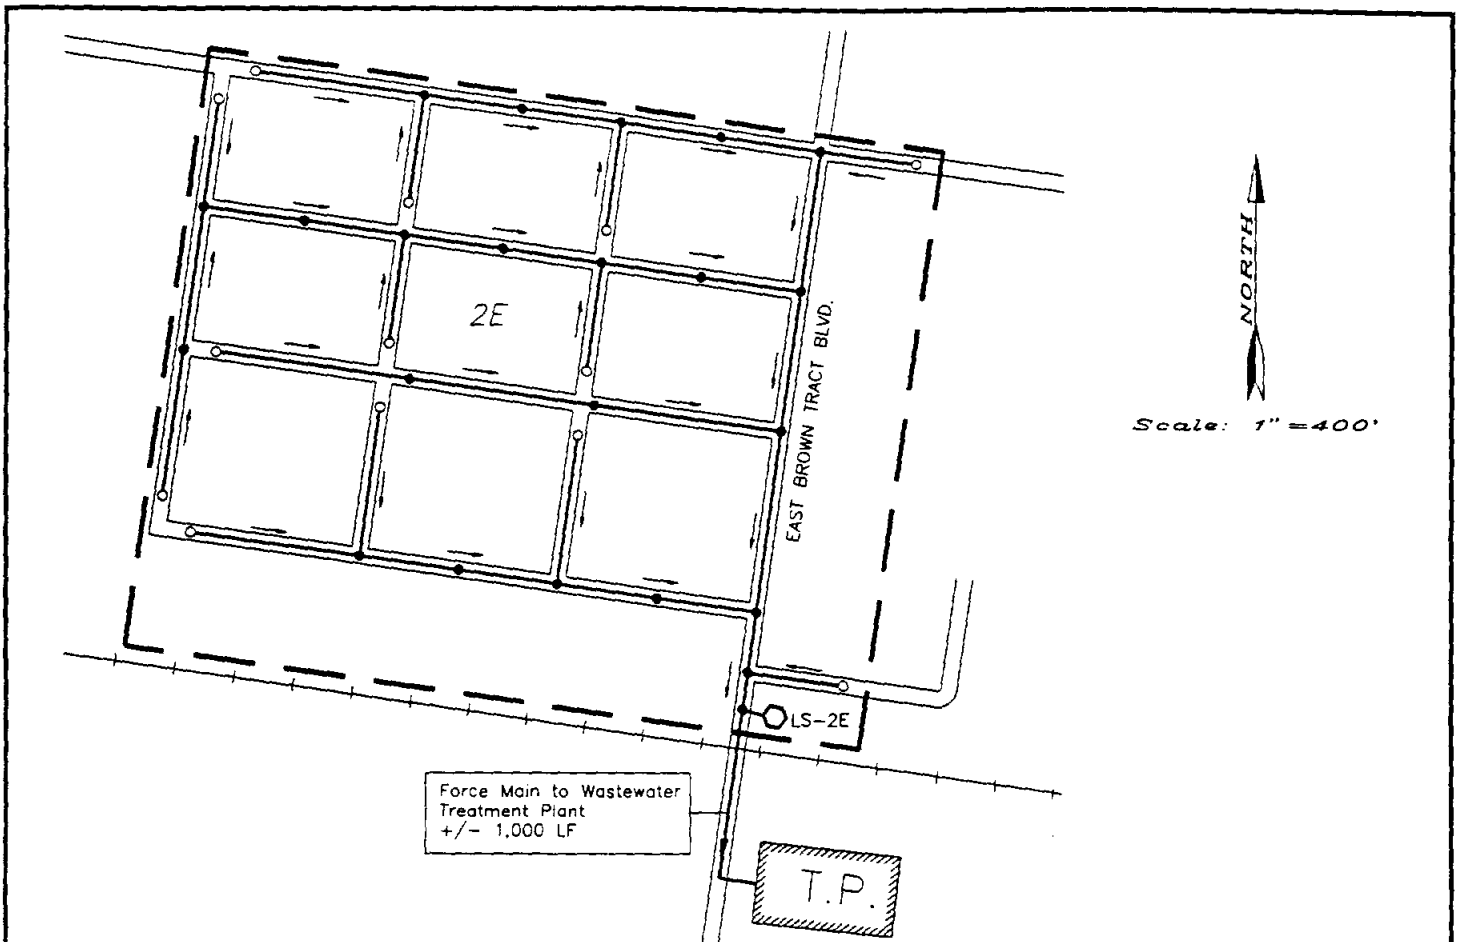 NORTH
2E
EAST BROWN TRACT BLVD.
Scale: 1"=400'
LS-2E
Force Main to Wastewater
Treatment Plant
+/- 1,000 LF
T.P.